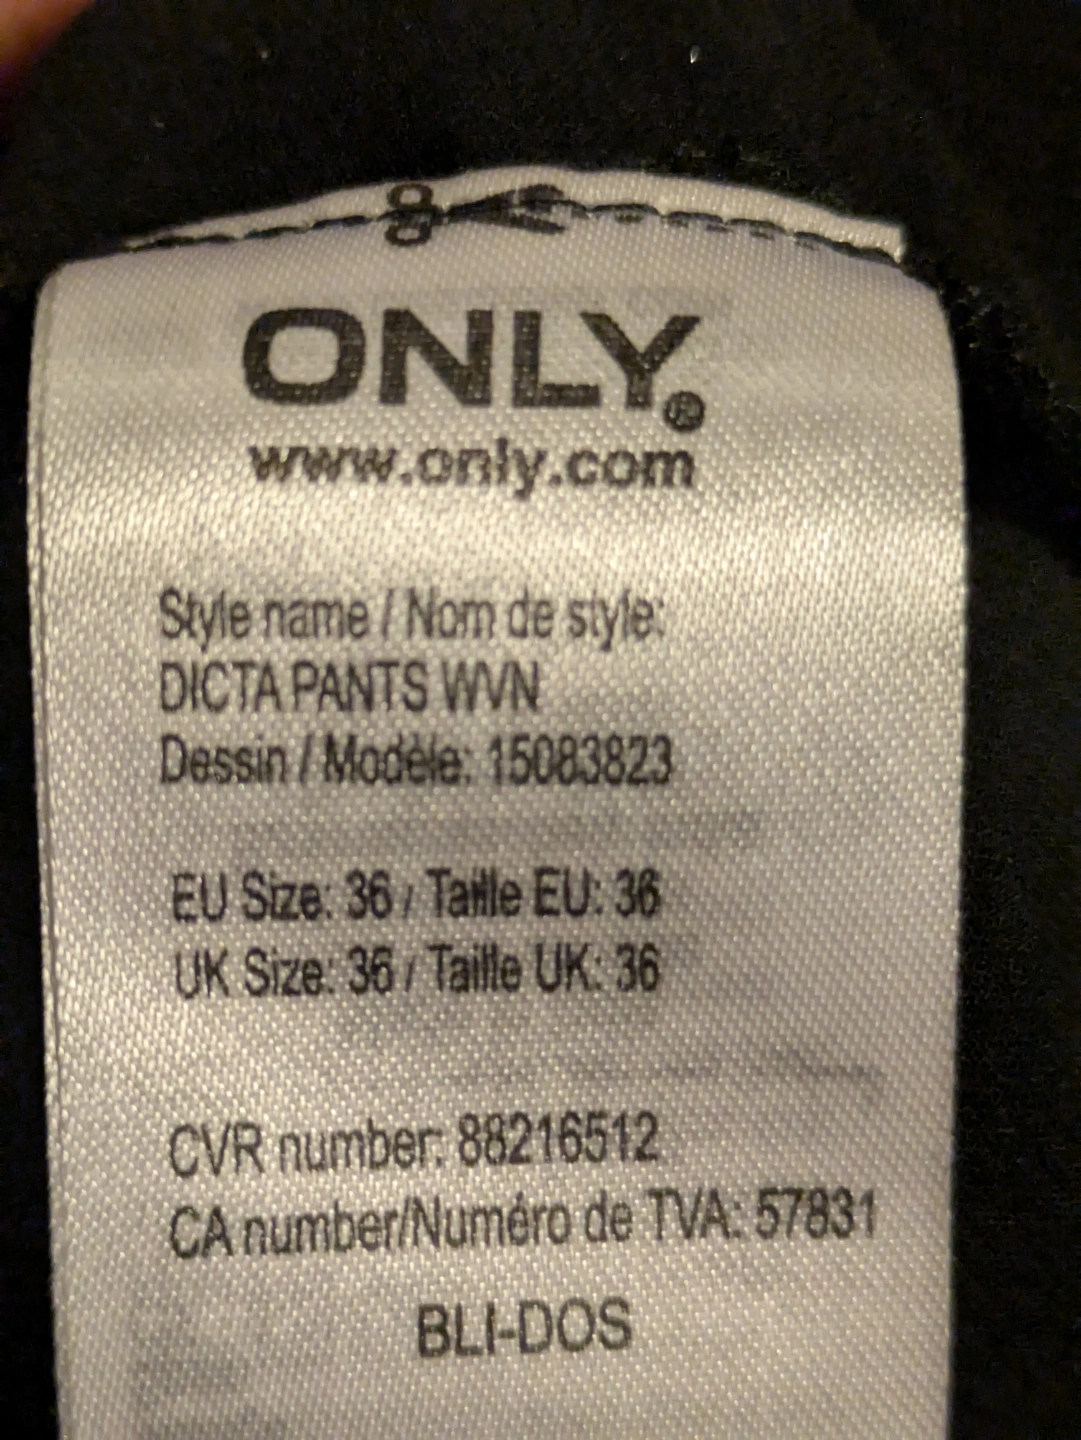 ONLY®
www.only.com
Style name / Nom de style:
DICTA PANTS WVN
Dessin / Modèle: 15083823
EU Size: 36 / Taille EU: 36
UK Size: 36 / Taille UK: 36
CVR number: 88216512
CA number/Numéro de TVA: 57831
BLI-DOS